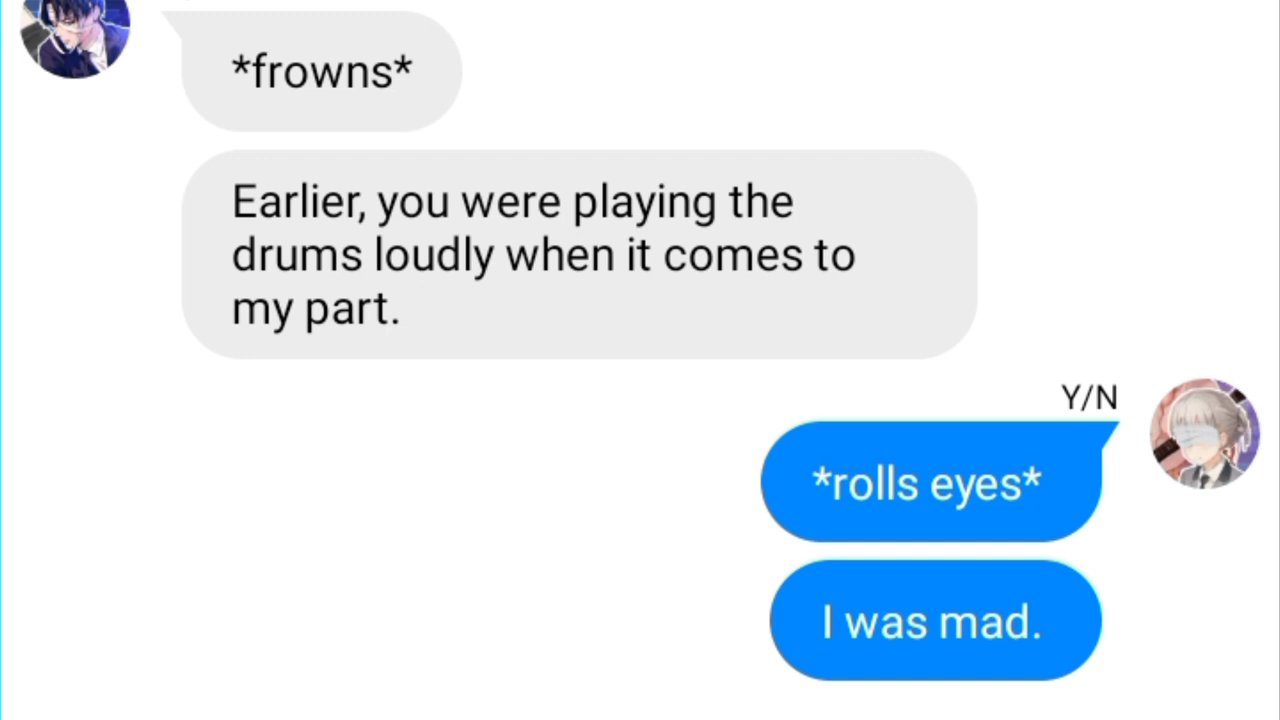 *frowns*
Earlier, you were playing the
drums loudly when it comes to
my part.
Y/N
*rolls eyes*
I was mad.